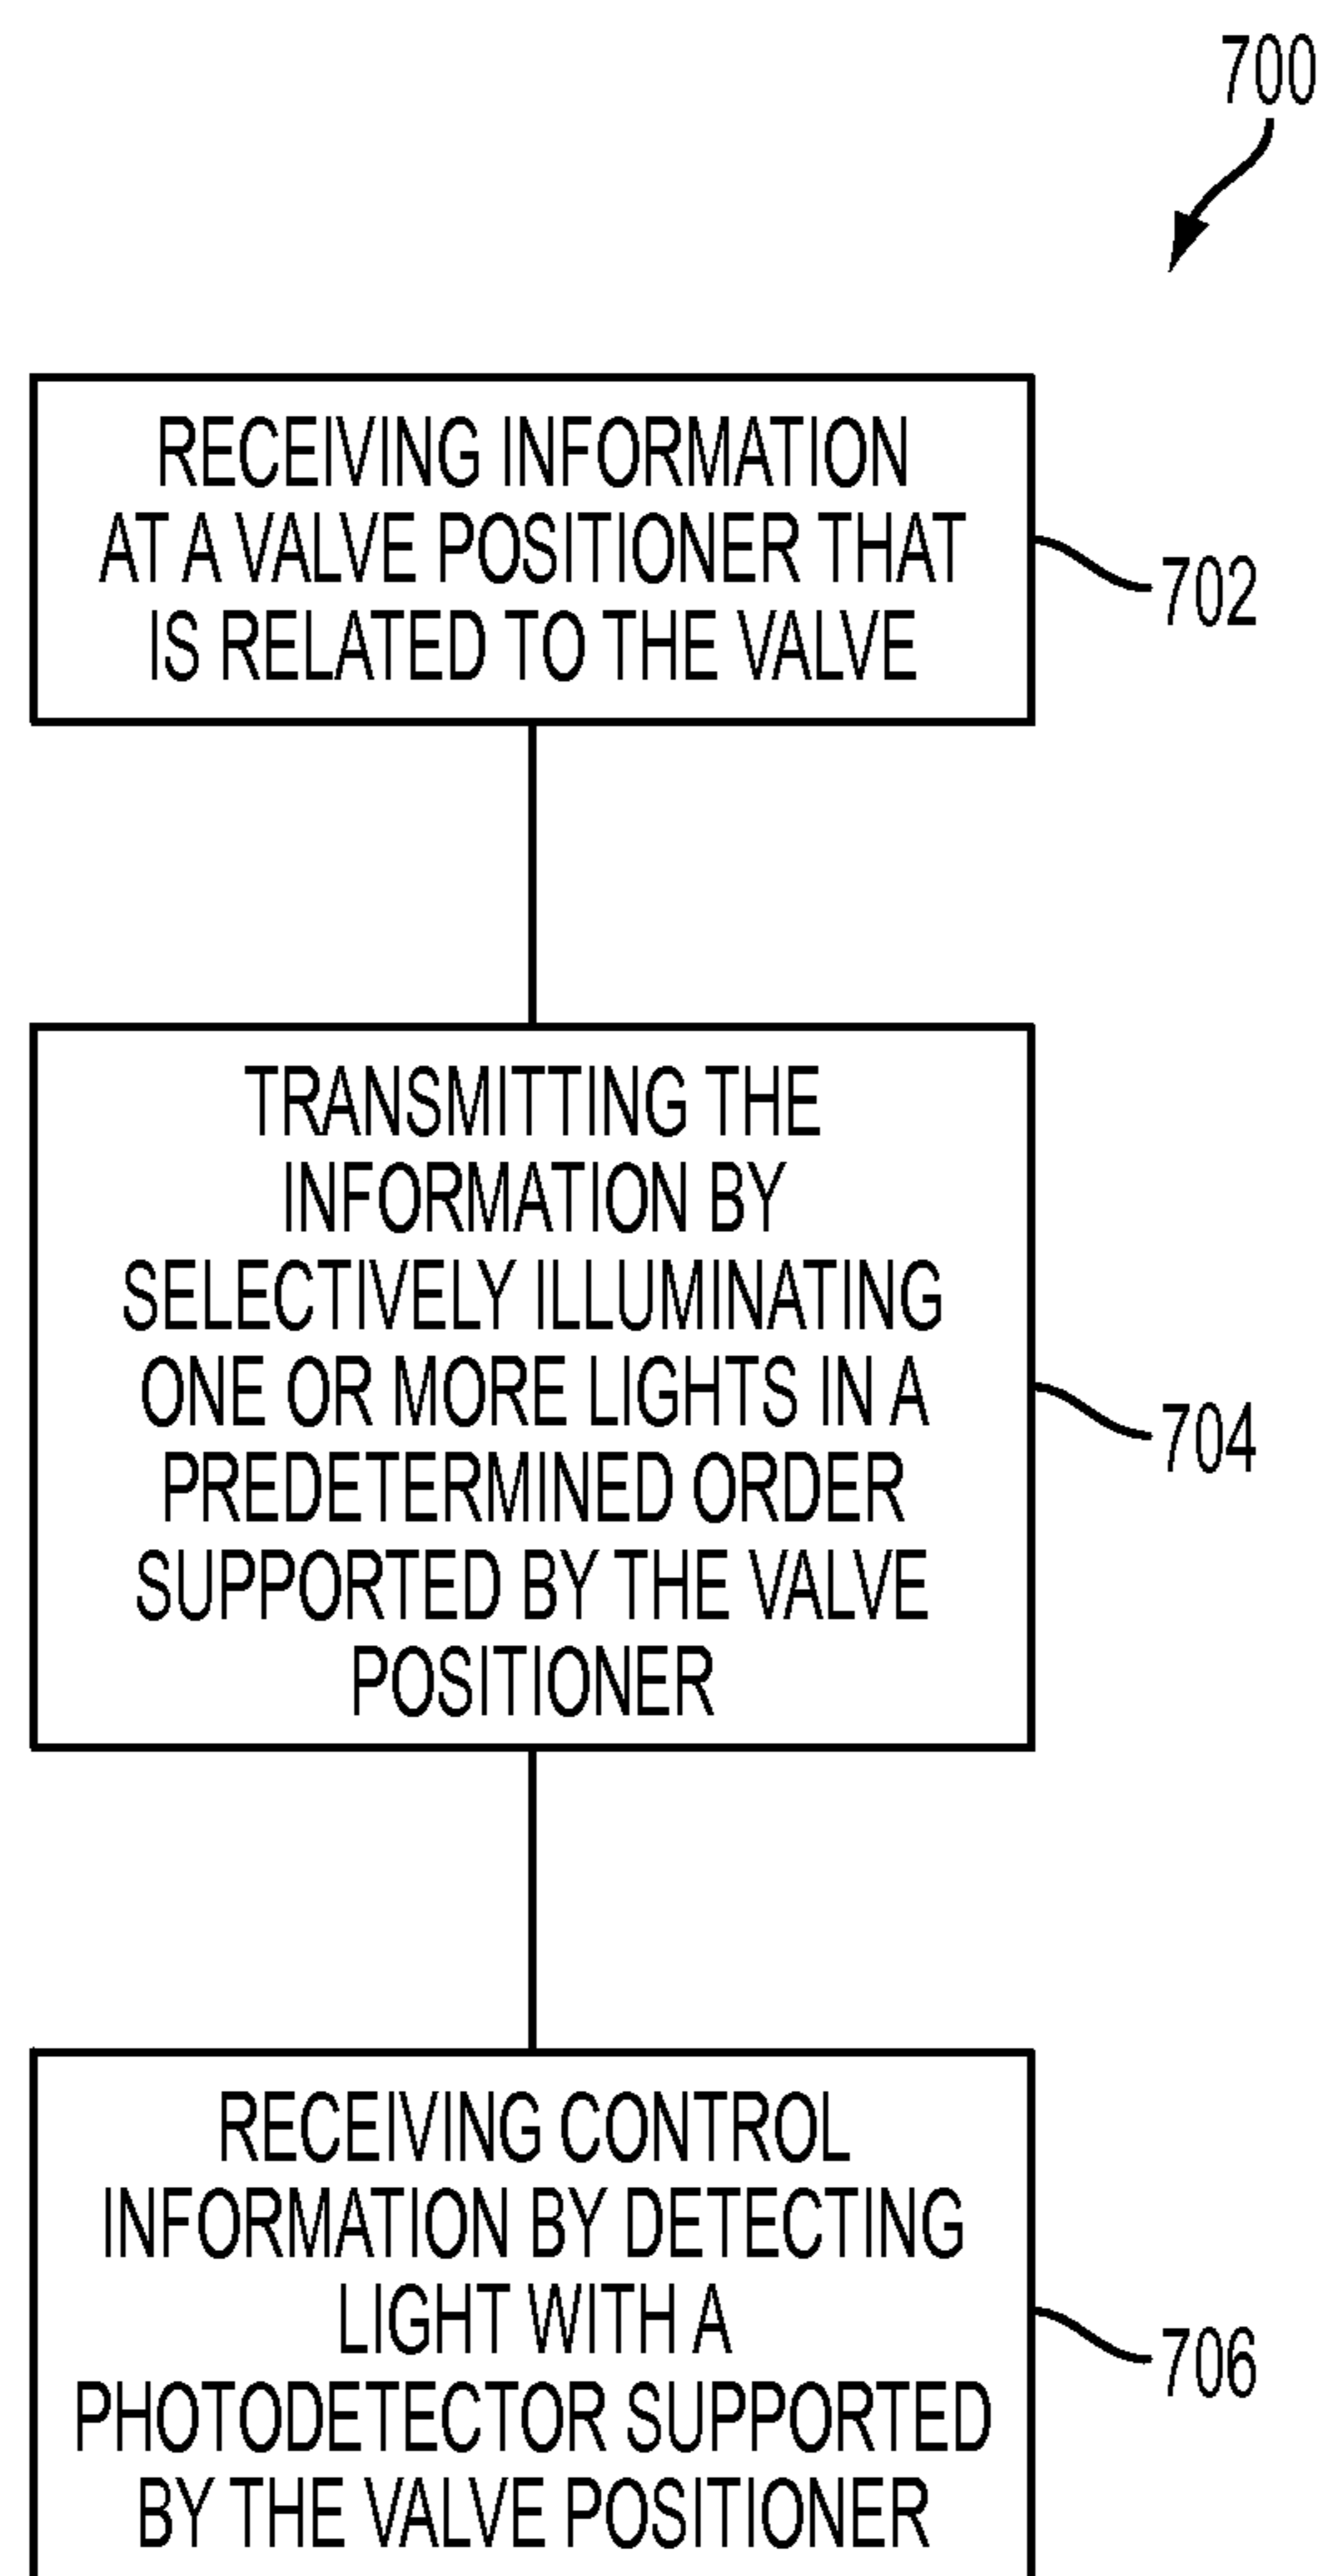 700
RECEIVING INFORMATION
AT A VALVE POSITIONER THAT
IS RELATED TO THE VALVE
702
TRANSMITTING THE
INFORMATION BY
SELECTIVELY ILLUMINATING
ONE OR MORE LIGHTS IN A
PREDETERMINED ORDER
SUPPORTED BY THE VALVE
POSITIONER
704
RECEIVING CONTROL
INFORMATION BY DETECTING
LIGHT WITH A
PHOTODETECTOR SUPPORTED
BY THE VALVE POSITIONER
706